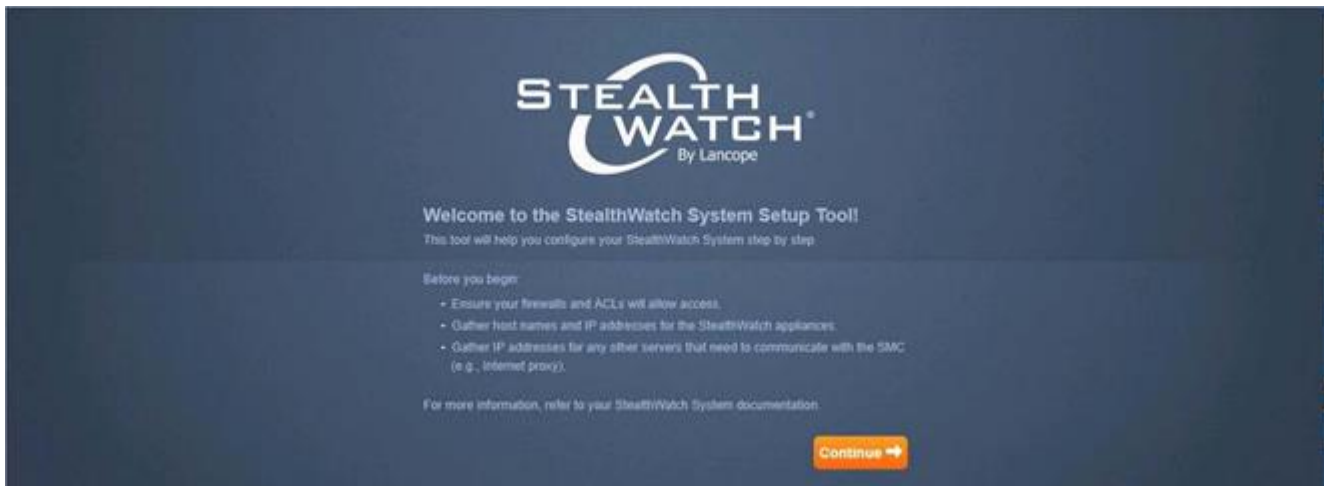 STEALTH
WATCH®
By Lancope
Welcome to the StealthWatch System Setup Tool!
This tool will help you configure your StealthWatch System step by step
Before you begin:
• Ensure your firewalls and ACLs will allow access.
• Gather host names and IP addresses for the StealthWatch appliances.
• Gather IP addresses for any other servers that need to communicate with the SMC
(e.g., Internet proxy).
For more information, refer to your StealthWatch System documentation
Continue